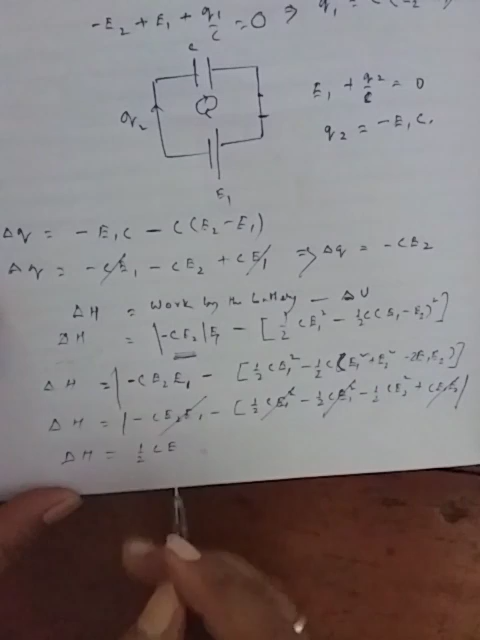 -E₂ + E₁ + q₁/C = 0 ⇒ q₁ =
C
q₂
E₁
E₁ + q₂/C = 0
q₂ = -E₁C.
Δq = -E₁C - C(E₂-E₁)
Δq = -CE₁ - CE₂ + CE₁ ⇒ Δq = -CE₂
ΔH = Work by the battery - ΔU
ΔH = |-CE₂|E₁ - [½CE₁² - ½C(E₁-E₂)²]
ΔH = |-CE₂E₁ - [½CE₁² - ½C(E₁²+E₂²-2E₁E₂)]
ΔH = |-CE₂E₁ - [½CE₁² - ½CE₁² - ½CE₂² + CE₁E₂]
ΔH = ½CE